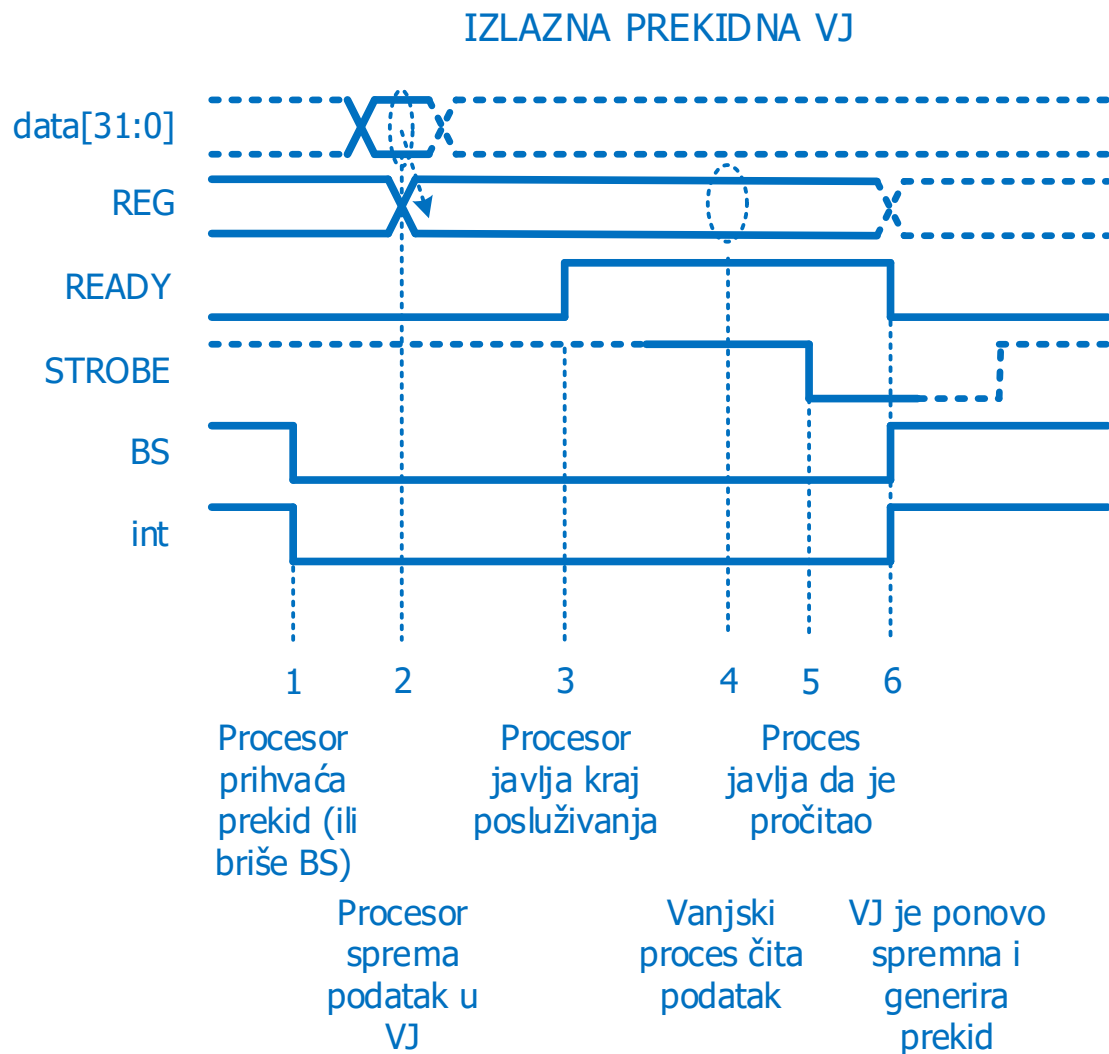 IZLAZNA PREKIDNA VJ
data[31:0]
REG
READY
STROBE
BS
int
1 2 3 4 5 6
Procesor
prihvaća
prekid (ili
briše BS)
Procesor
sprema
podatak u
VJ
Procesor
javlja kraj
posluživanja
Vanjski
proces čita
podatak
Proces
javlja da je
pročitao
VJ je ponovo
spremna i
generira
prekid